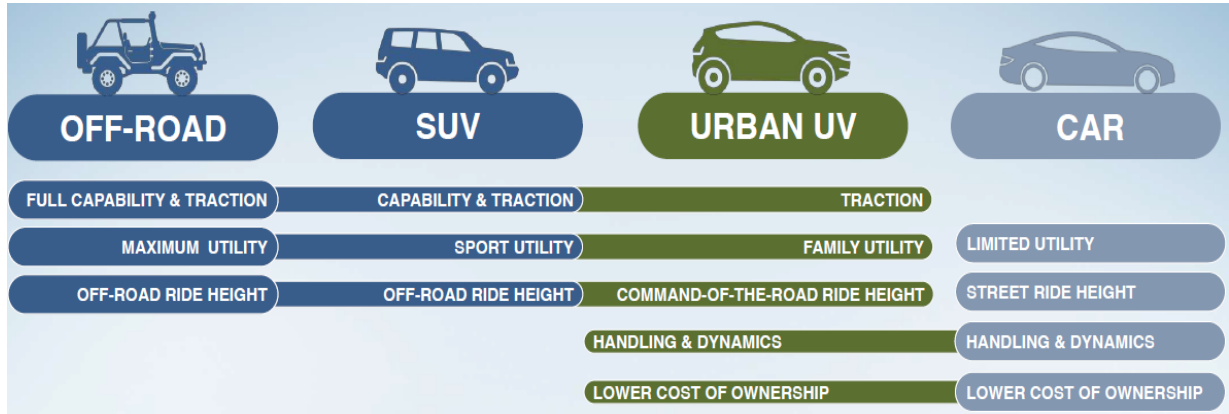 OFF-ROAD SUV URBAN UV CAR
FULL CAPABILITY & TRACTION CAPABILITY & TRACTION TRACTION
MAXIMUM UTILITY SPORT UTILITY FAMILY UTILITY LIMITED UTILITY
OFF-ROAD RIDE HEIGHT OFF-ROAD RIDE HEIGHT COMMAND-OF-THE-ROAD RIDE HEIGHT STREET RIDE HEIGHT
HANDLING & DYNAMICS HANDLING & DYNAMICS
LOWER COST OF OWNERSHIP LOWER COST OF OWNERSHIP